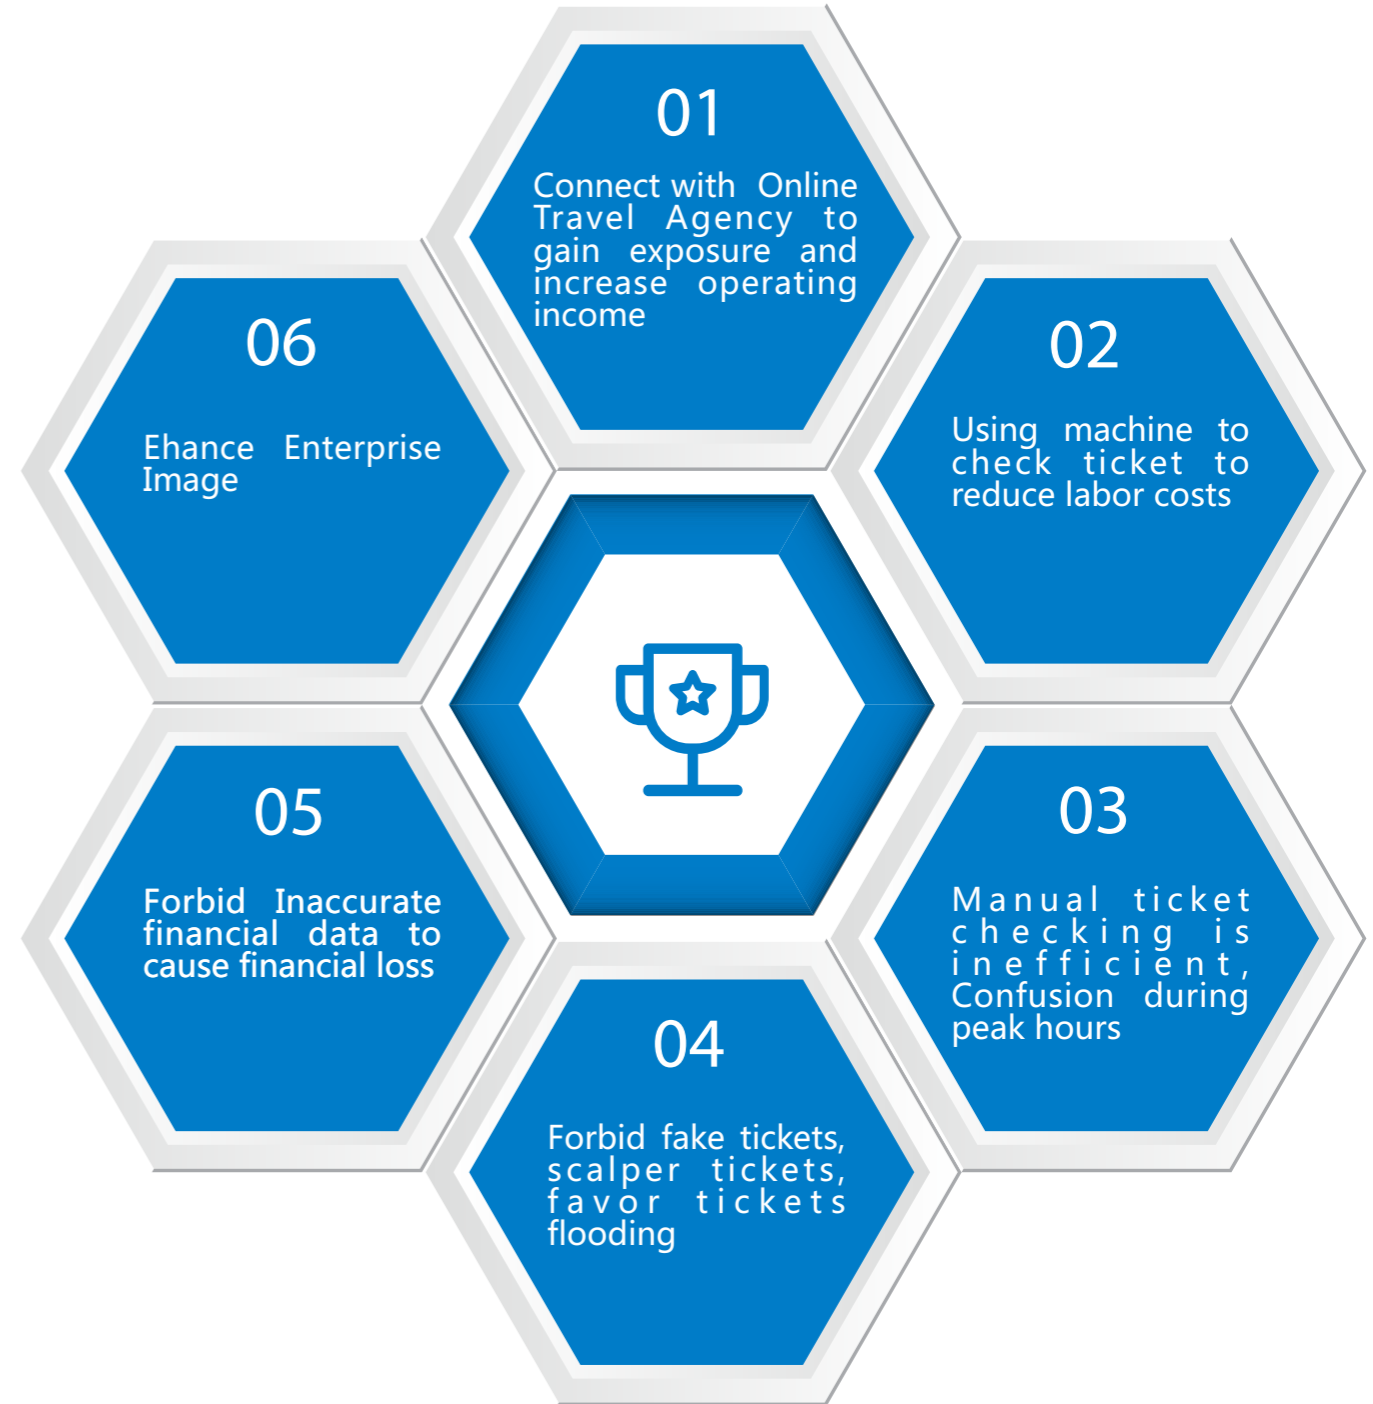 01
Connect with Online
Travel Agency to
gain exposure and
increase operating
income
02
Using machine to
check ticket to
reduce labor costs
03
Manual ticket
checking is
inefficient,
Confusion during
peak hours
04
Forbid fake tickets,
scalper tickets,
favor tickets
flooding
05
Forbid Inaccurate
financial data to
cause financial loss
06
Ehance Enterprise
Image